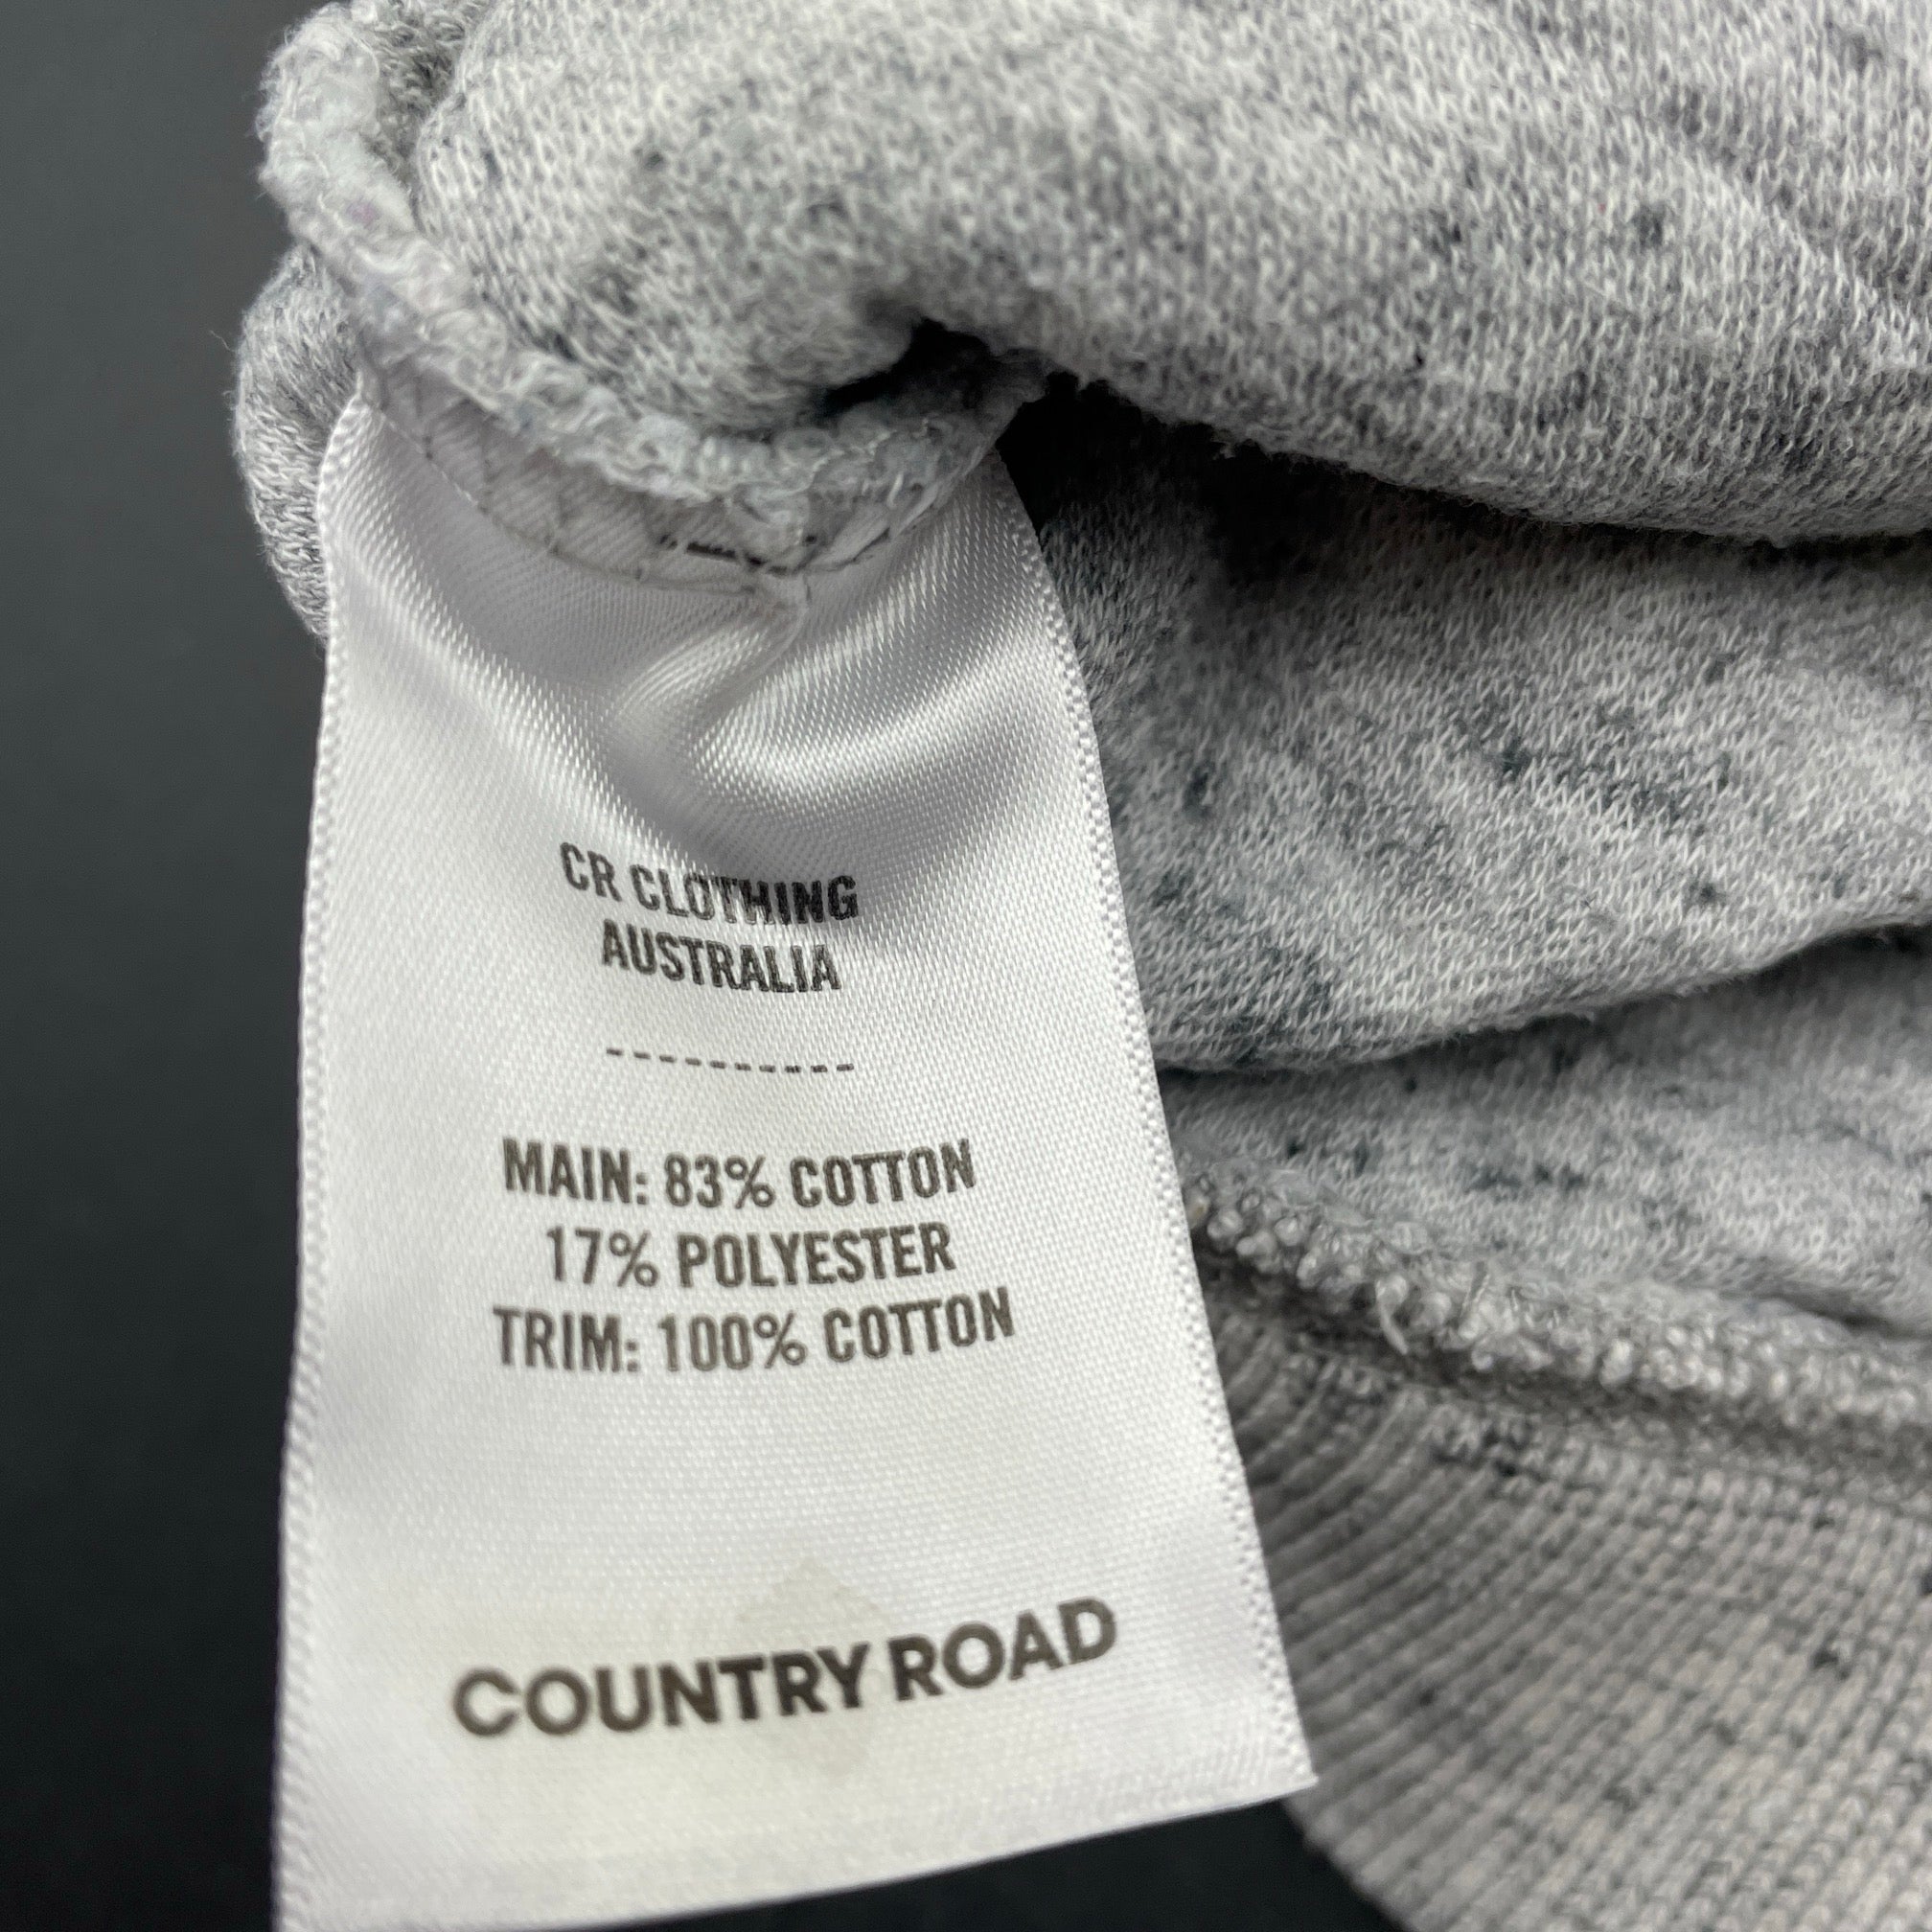 CR CLOTHING
AUSTRALIA
----------
MAIN: 83% COTTON
17% POLYESTER
TRIM: 100% COTTON
COUNTRY ROAD